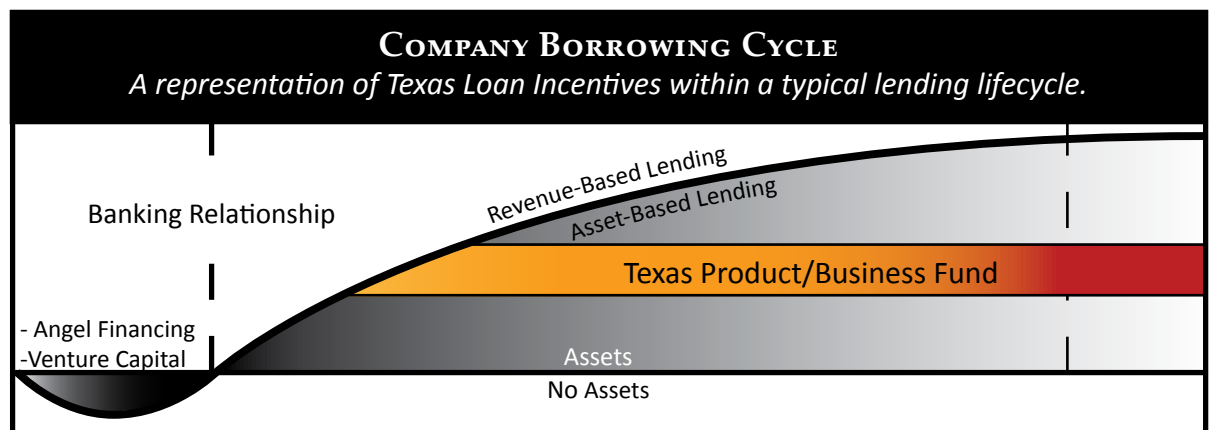 Company Borrowing Cycle
A representation of Texas Loan Incentives within a typical lending lifecycle.
Revenue-Based Lending
Asset-Based Lending
Banking Relationship
Texas Product/Business Fund
- Angel Financing
-Venture Capital
Assets
No Assets